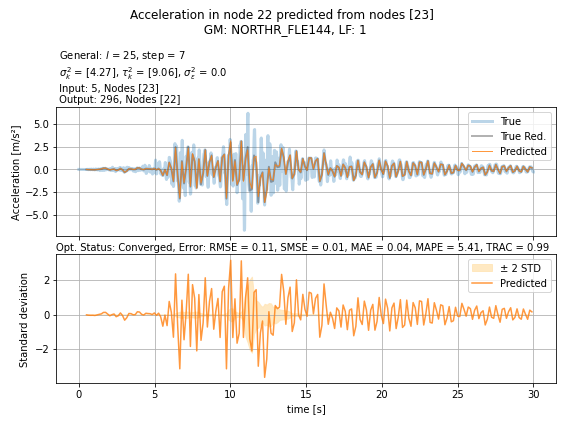 Acceleration in node 22 predicted from nodes [23]
GM: NORTHR_FLE144, LF: 1
General: l = 25, step = 7
σ²ₖ = [4.27], τ²ₖ = [9.06], σ²ε = 0.0
Input: 5, Nodes [23]
Output: 296, Nodes [22]
Acceleration [m/s²]
5.0
2.5
0.0
−2.5
−5.0
True
True Red.
Predicted
Opt. Status: Converged, Error: RMSE = 0.11, SMSE = 0.01, MAE = 0.04, MAPE = 5.41, TRAC = 0.99
Standard deviation
2
0
−2
± 2 STD
Predicted
0 5 10 15 20 25 30
time [s]